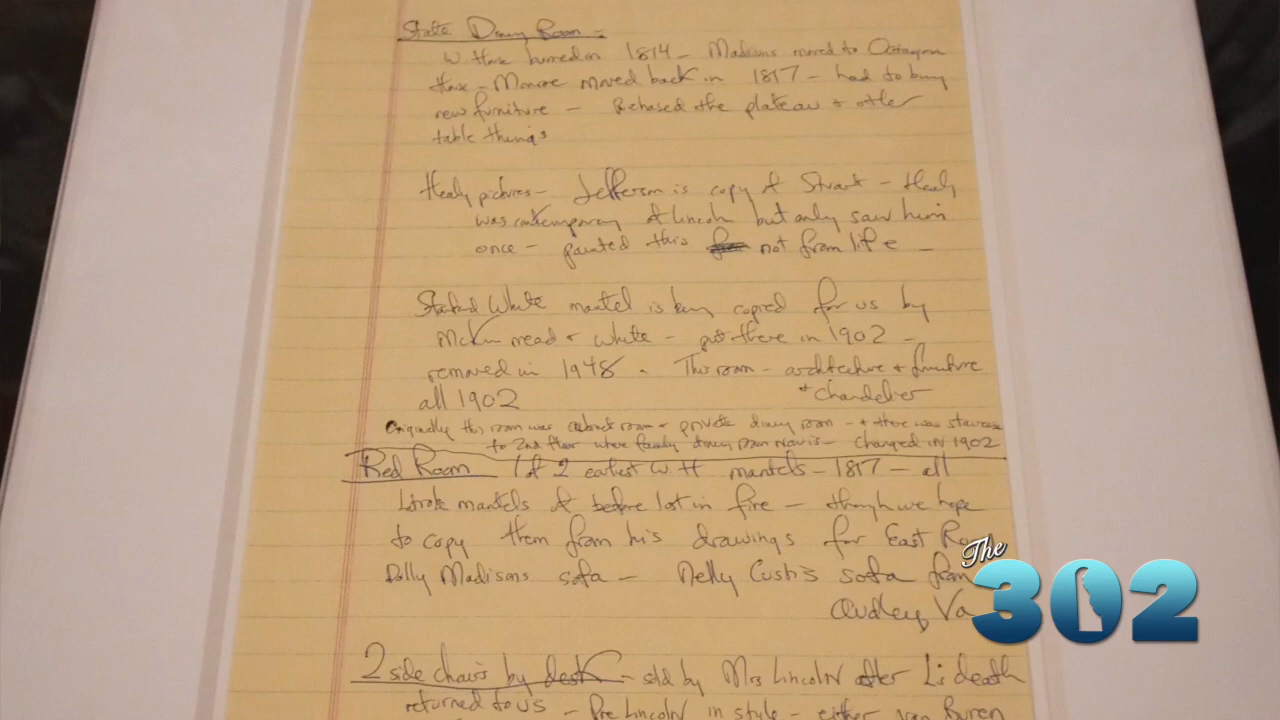 State Dining Room -
W House burned in 1814 - Madisons moved to Octagon
House - Monroe moved back in 1817 - had to buy
new furniture - the plateau + other
table things
Healy pictures - Jefferson is copy of Stuart - Healy
was contemporary of Lincoln but only saw him
once - painted this not from life -
Stanford White mantel is being copied for us by
McKim mead + white - put there in 1902 -
removed in 1948 - This room - architecture + furniture
all 1902 + chandelier
Originally this room was cabinet room + private dining room - + there was staircase
to 2nd floor where family dining room now is - changed in 1902
Red Room 1 of 2 earliest W. H mantels - 1817 - all
mantels of before lost in fire - though we hope
to copy them from his drawings for East
Dolly Madisons sofa - Nelly Custis sofa from
Audley, Va
2 side chairs by desk - sold by Mrs Lincoln after L's death
returned to us - Pre Lincoln in style - either Van Buren
The
302